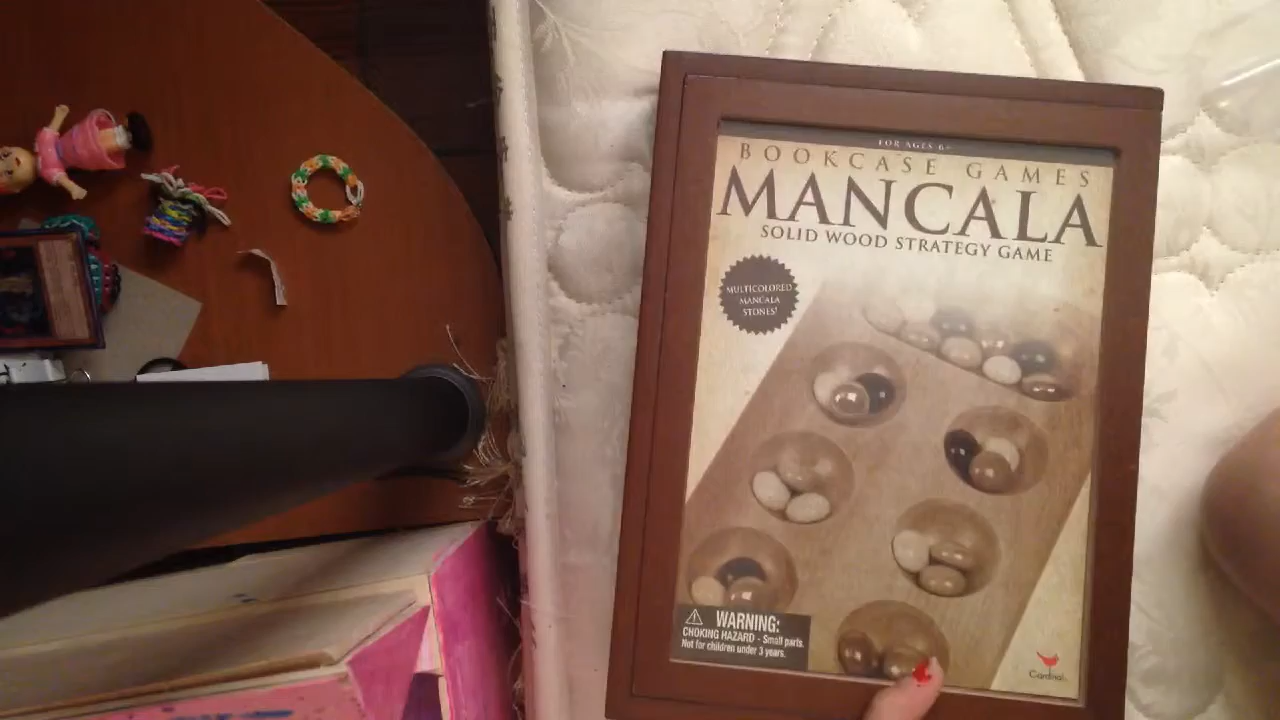 FOR AGES 6+
BOOKCASE GAMES
MANCALA
SOLID WOOD STRATEGY GAME
MULTICOLORED
MANCALA
STONES!
WARNING:
CHOKING HAZARD - Small parts.
Not for children under 3 years.
Cardinal